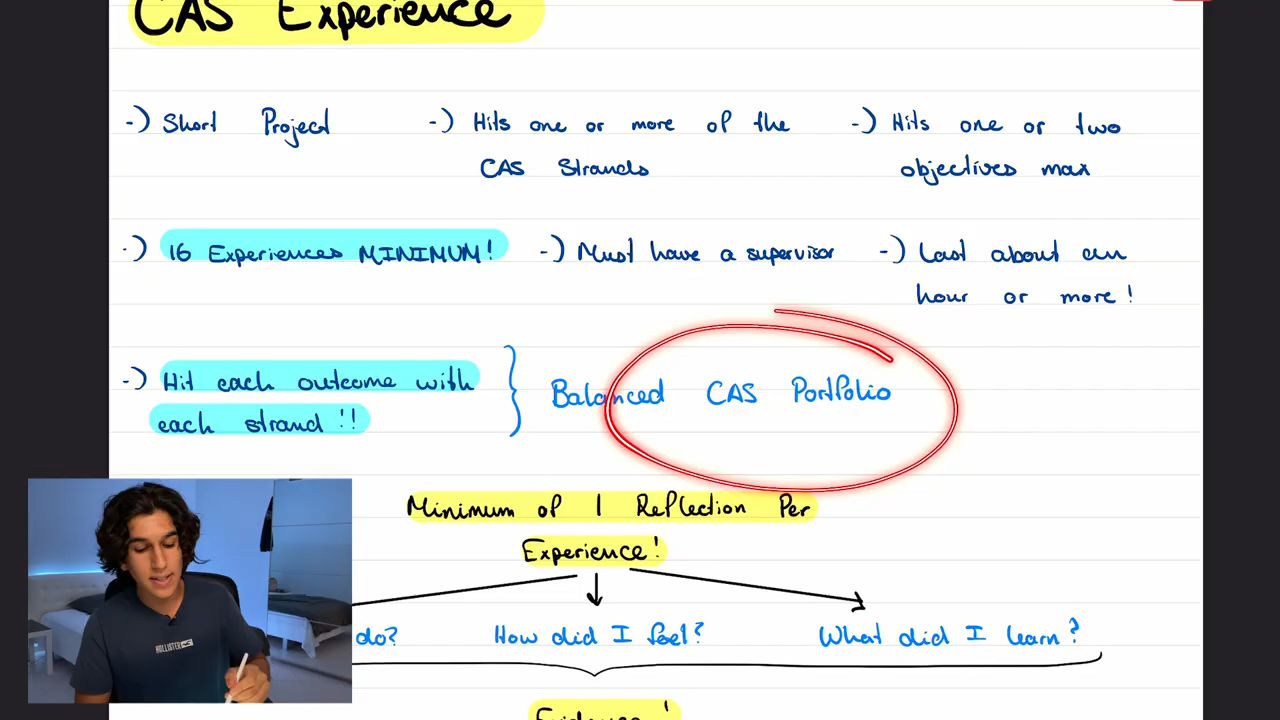 CAS Experience
-) Short Project
-) Hits one or more of the
CAS Strands
-) Hits one or two
objectives max
-) 16 Experiences MINIMUM!
-) Must have a supervisor
-) Last about an
hour or more!
-) Hit each outcome with
each strand!!
Balanced CAS Portfolio
Minimum of 1 Reflection Per
Experience!
do?
How did I feel?
What did I learn?
Evidence!
HOLLISTER